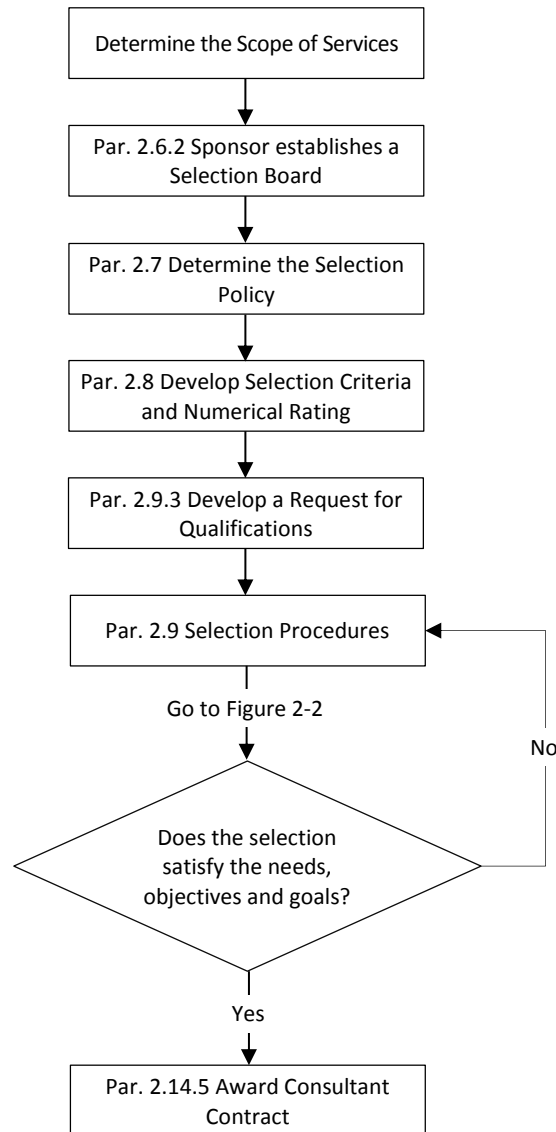 Determine the Scope of Services
Par. 2.6.2 Sponsor establishes a
Selection Board
Par. 2.7 Determine the Selection
Policy
Par. 2.8 Develop Selection Criteria
and Numerical Rating
Par. 2.9.3 Develop a Request for
Qualifications
Par. 2.9 Selection Procedures
Go to Figure 2-2
No
Does the selection
satisfy the needs,
objectives and goals?
Yes
Par. 2.14.5 Award Consultant
Contract